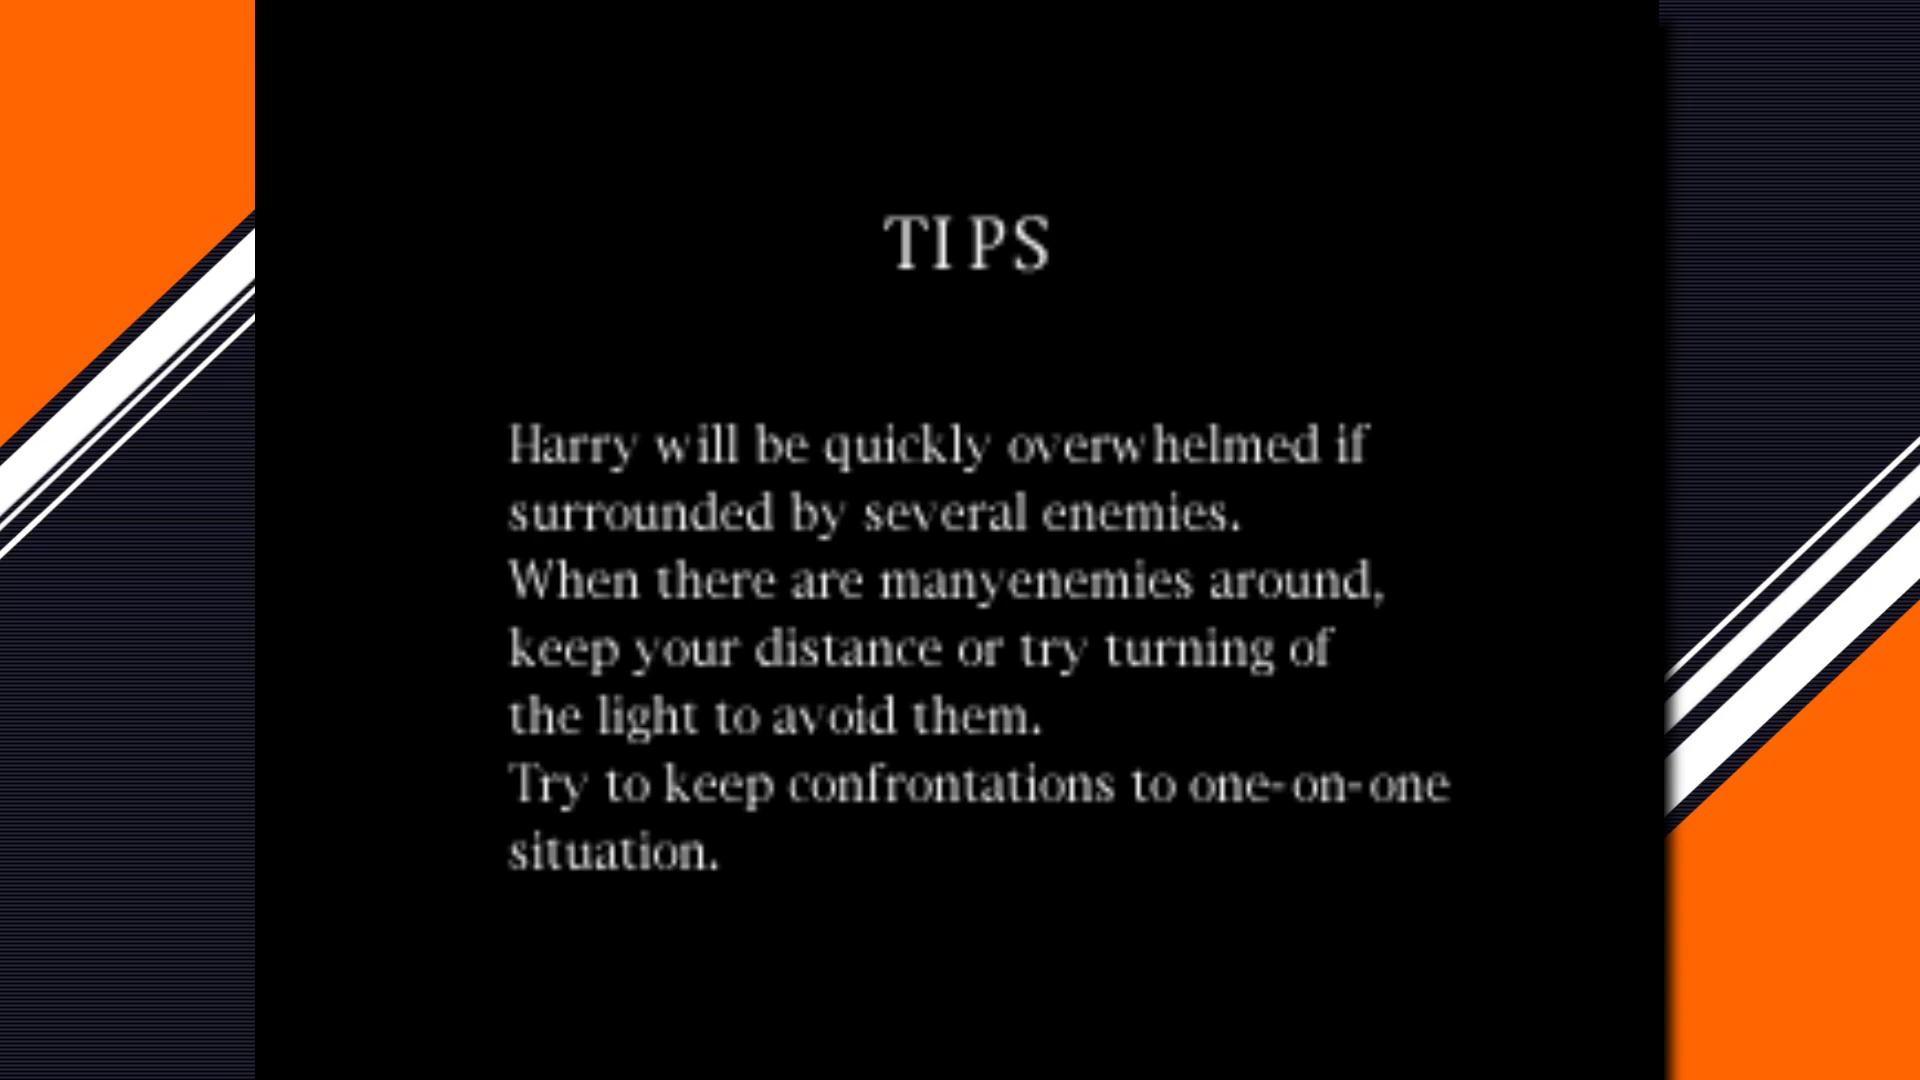 TIPS
Harry will be quickly overwhelmed if
surrounded by several enemies.
When there are manyenemies around,
keep your distance or try turning of
the light to avoid them.
Try to keep confrontations to one-on-one
situation.